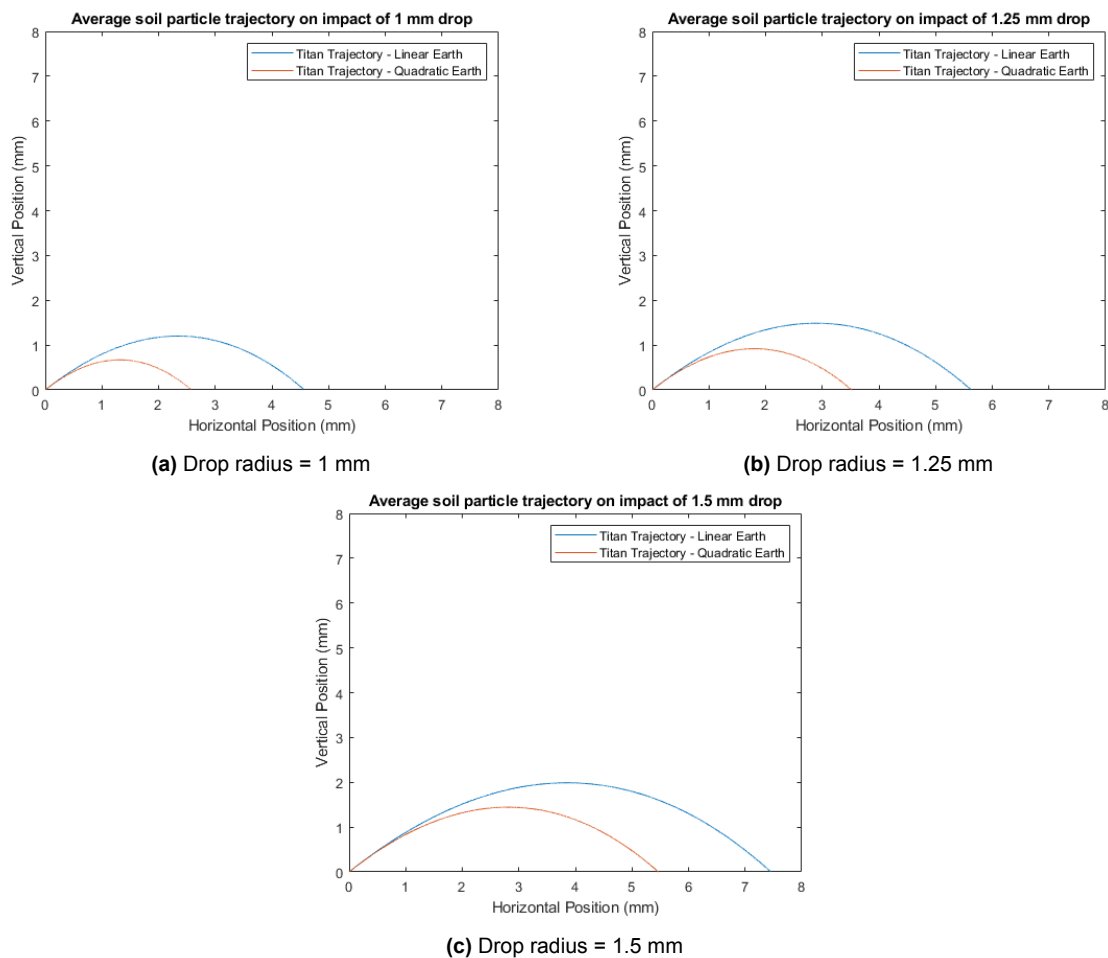 Average soil particle trajectory on impact of 1 mm drop
8
7
6
5
4
3
2
1
0
Vertical Position (mm)
Titan Trajectory - Linear Earth
Titan Trajectory - Quadratic Earth
0 1 2 3 4 5 6 7 8
Horizontal Position (mm)
(a) Drop radius = 1 mm
Average soil particle trajectory on impact of 1.25 mm drop
8
7
6
5
4
3
2
1
0
Vertical Position (mm)
Titan Trajectory - Linear Earth
Titan Trajectory - Quadratic Earth
0 1 2 3 4 5 6 7 8
Horizontal Position (mm)
(b) Drop radius = 1.25 mm
Average soil particle trajectory on impact of 1.5 mm drop
8
7
6
5
4
3
2
1
0
Vertical Position (mm)
Titan Trajectory - Linear Earth
Titan Trajectory - Quadratic Earth
0 1 2 3 4 5 6 7 8
Horizontal Position (mm)
(c) Drop radius = 1.5 mm